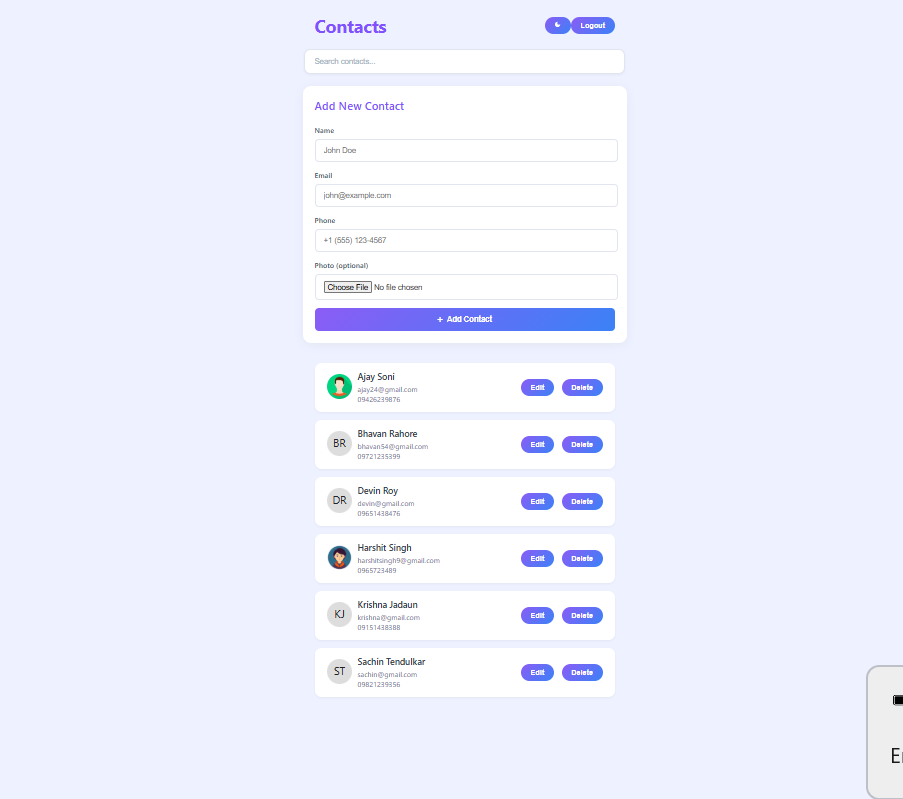 Contacts
Logout
Search contacts...
Add New Contact
Name
John Doe
Email
john@example.com
Phone
+1 (555) 123-4567
Photo (optional)
Choose File No file chosen
+ Add Contact
Ajay Soni
ajay24@gmail.com
09426239876
Edit Delete
BR
Bhavan Rahore
bhavan54@gmail.com
09721235399
Edit Delete
DR
Devin Roy
devin@gmail.com
09651438476
Edit Delete
Harshit Singh
harshitsingh9@gmail.com
0965723489
Edit Delete
KJ
Krishna Jadaun
krishna@gmail.com
09151438388
Edit Delete
ST
Sachin Tendulkar
sachin@gmail.com
09821239356
Edit Delete